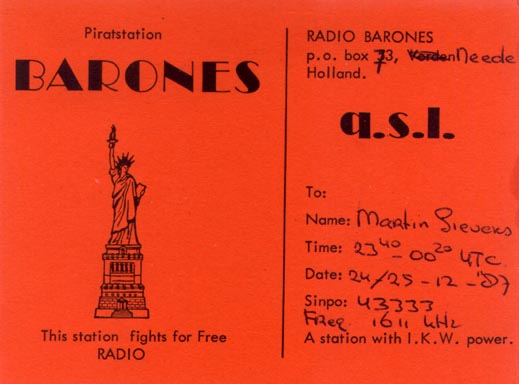 Piratstation
BARONES
This station fights for Free
RADIO
RADIO BARONES
p.o. box 73, Vorden Neede
Holland.
q.s.l.
To:
Name: Martin Sievers
Time: 23⁴⁰ - 00²⁰ UTC.
Date: 24/25 - 12 - '07
Sinpo: 43333
Freq. 1611 kHz
A station with I.K.W. power.